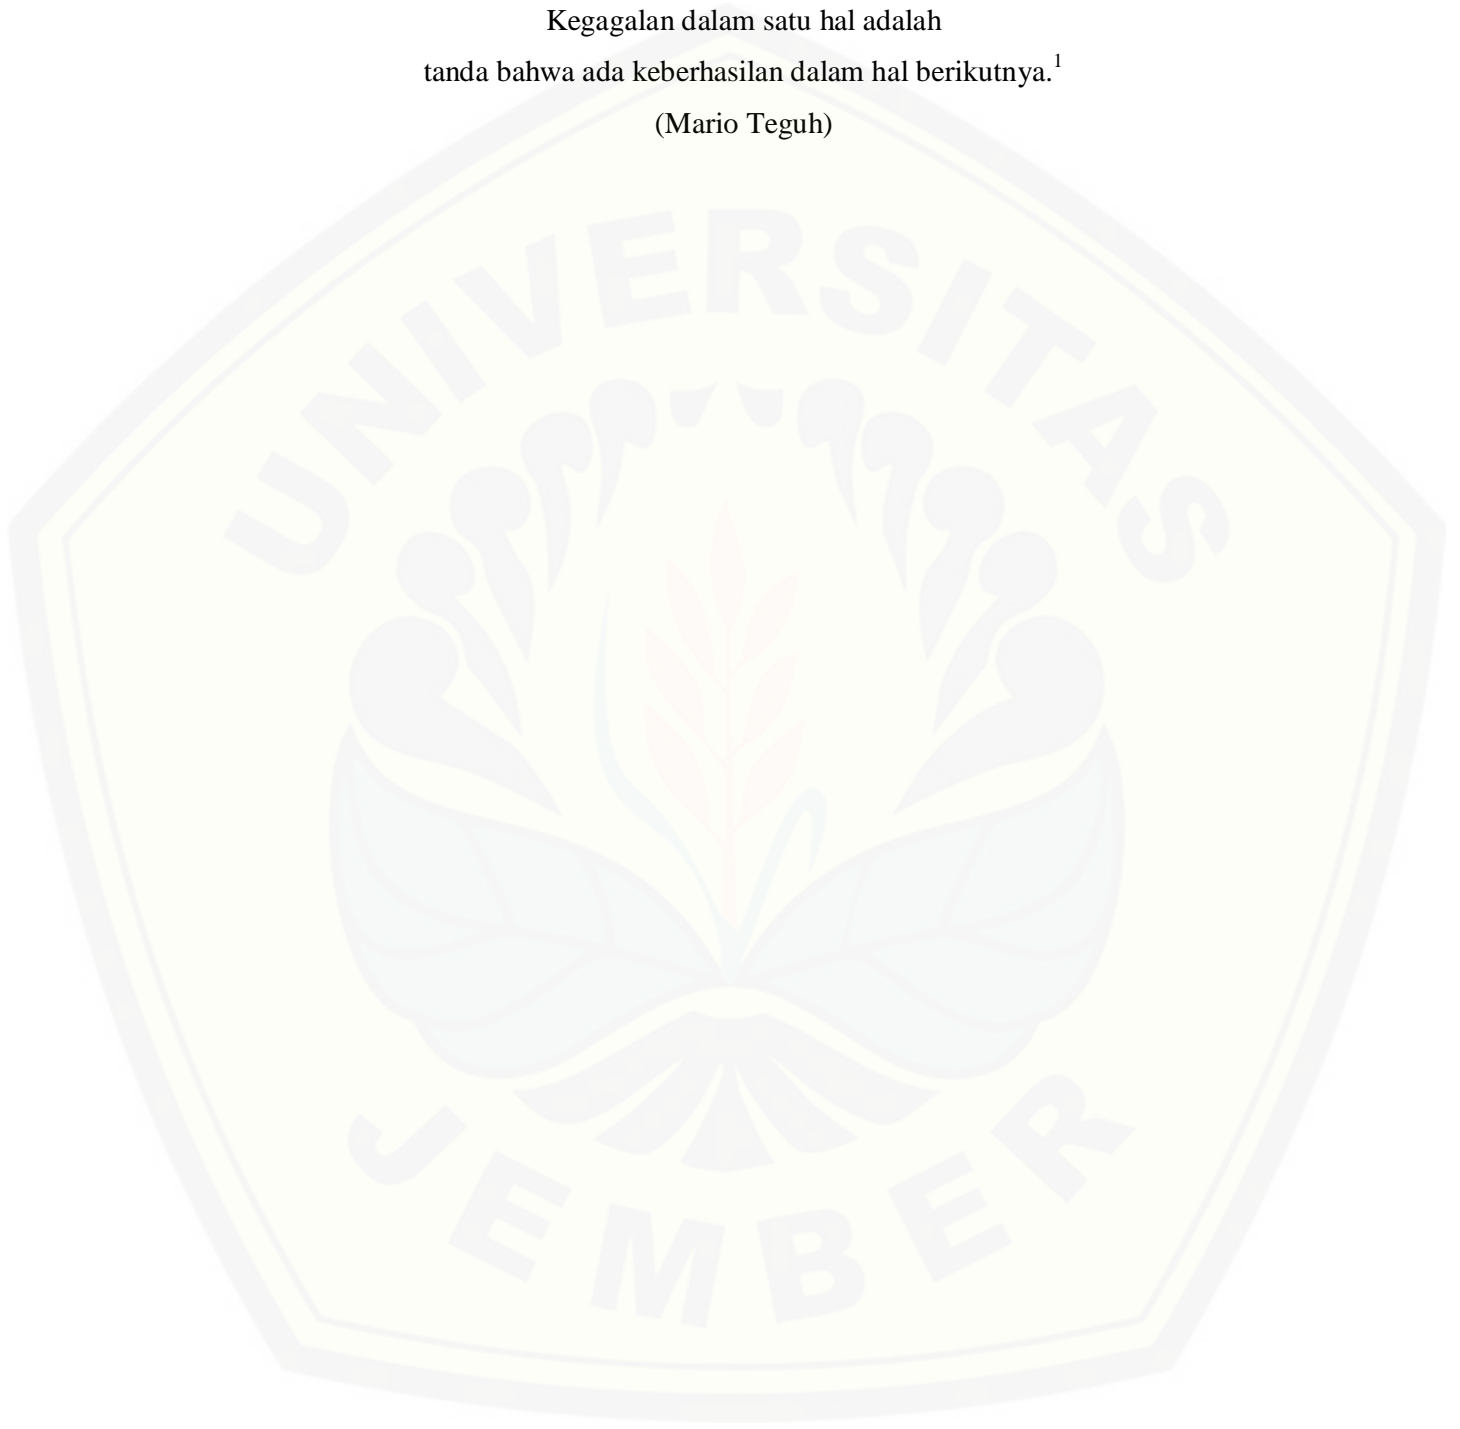 Kegagalan dalam satu hal adalah
tanda bahwa ada keberhasilan dalam hal berikutnya.¹
(Mario Teguh)
UNIVERSITAS
JEMBER